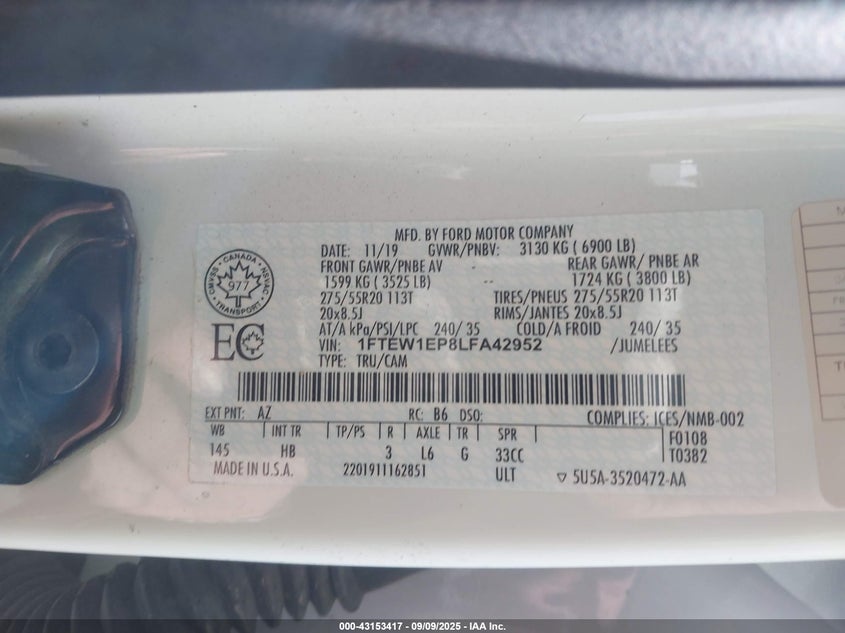 MFD. BY FORD MOTOR COMPANY
DATE: 11/19 GVWR/PNBV: 3130 KG ( 6900 LB)
FRONT GAWR/PNBE AV -- REAR GAWR/ PNBE AR
1599 KG ( 3525 LB) 1724 KG ( 3800 LB)
275/55R20 113T TIRES/PNEUS 275/55R20 113T
20x8.5J RIMS/JANTES 20x8.5J
AT/A kPa/PSI/LPC 240/ 35 COLD/A FROID 240/ 35
VIN: 1FTEW1EP8LFA42952 /JUMELEES
TYPE: TRU/CAM
CANADA
977
TRANSPORT
EC
EXT PNT: AZ RC: B6 DSO: COMPLIES: ICES/NMB-002
WB INT TR TP/PS R AXLE TR SPR F0108
145 HB 3 L6 G 33CC T0382
MADE IN U.S.A. 2201911162851 ULT 5U5A-3520472-AA
000-43153417 - 09/09/2025 - IAA Inc.